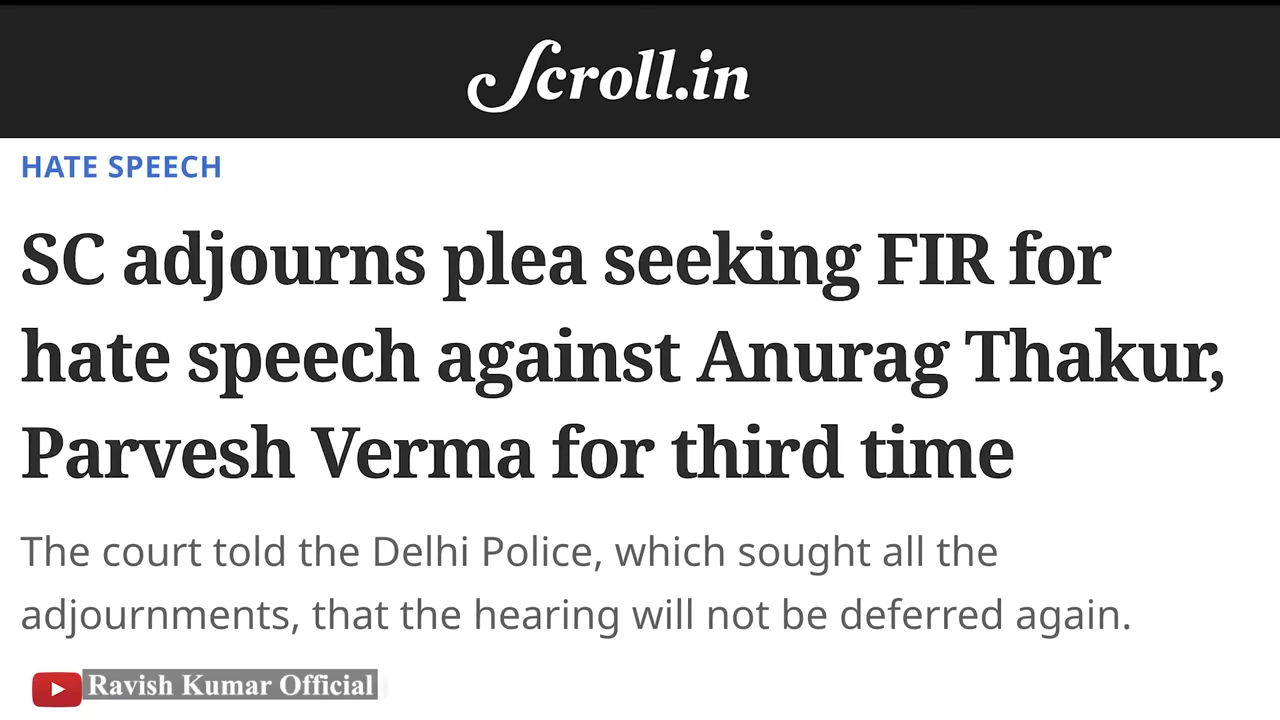 Scroll.in
HATE SPEECH
SC adjourns plea seeking FIR for
hate speech against Anurag Thakur,
Parvesh Verma for third time
The court told the Delhi Police, which sought all the
adjournments, that the hearing will not be deferred again.
Ravish Kumar Official